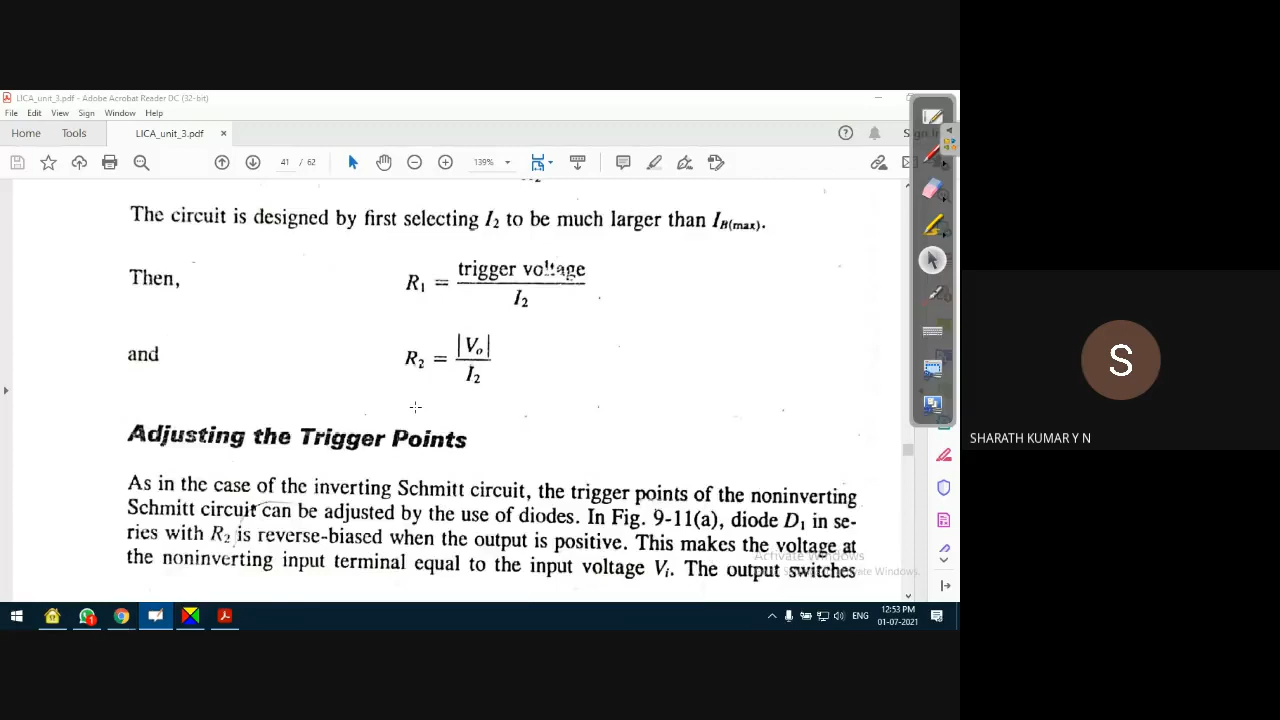 LICA_unit_3.pdf - Adobe Acrobat Reader DC (32-bit)
File Edit View Sign Window Help
Home Tools LICA_unit_3.pdf ×
41 / 62 139%
The circuit is designed by first selecting I2 to be much larger than IB(max).
Then, R1 = trigger voltage / I2
and R2 = |Vo| / I2
Adjusting the Trigger Points
As in the case of the inverting Schmitt circuit, the trigger points of the noninverting
Schmitt circuit can be adjusted by the use of diodes. In Fig. 9-11(a), diode D1 in se-
ries with R2 is reverse-biased when the output is positive. This makes the voltage at
the noninverting input terminal equal to the input voltage Vi. The output switches
Activate Windows
S
SHARATH KUMAR Y N
ENG
12:53 PM
01-07-2021